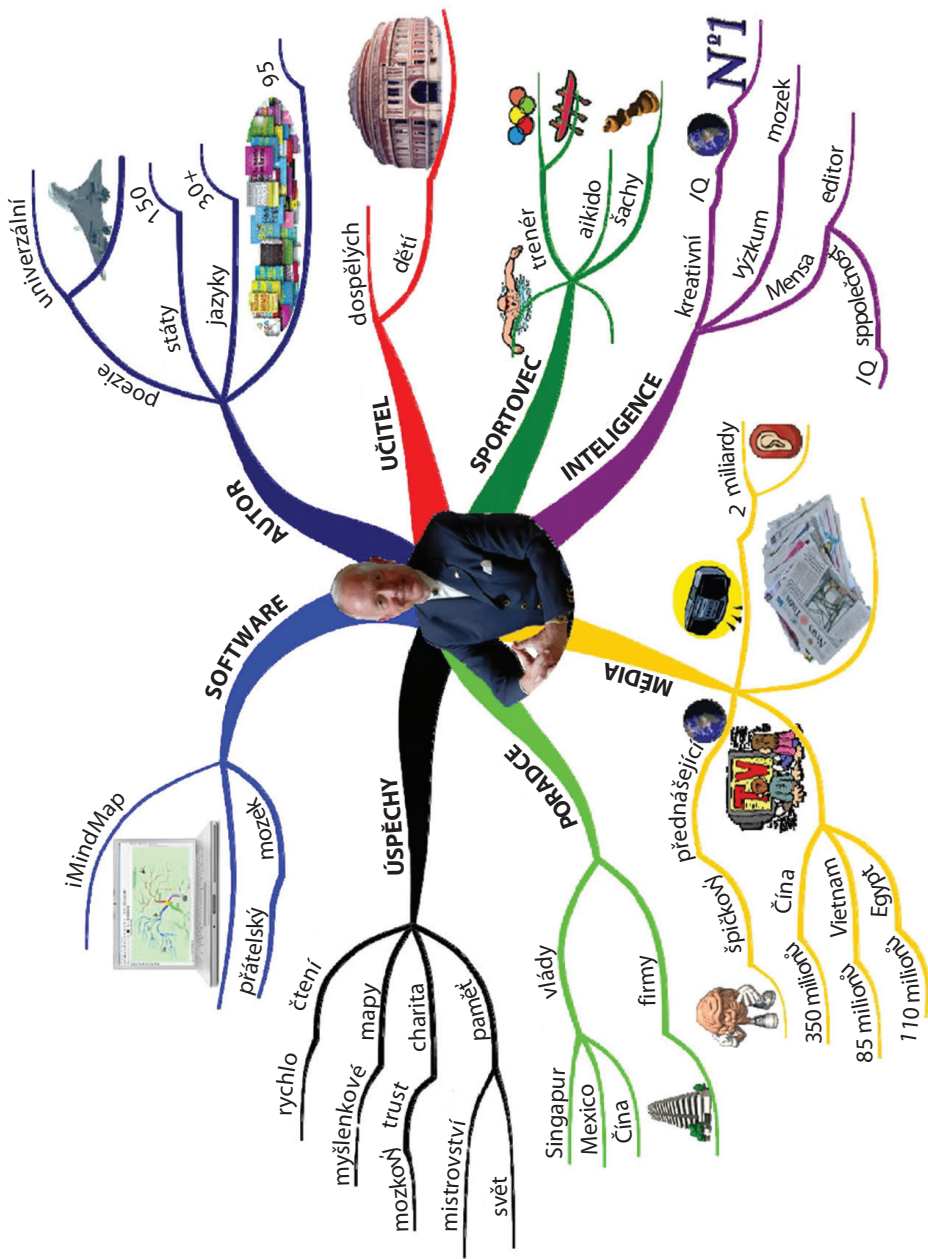 AUTOR
poezie
univerzální
státy
150
jazyky
30+
95
UČITEL
dospělých
dětí
SPORTOVEC
trenér
aikido
šachy
INTELIGENCE
kreativní
IQ
Nº1
výzkum
mozek
Mensa
editor
IQ sppolečnost
MÉDIA
2 miliardy
News
Times
TV
přednášející
špičkový
Čína
350 milionů
Vietnam
85 milionů
Egypt
110 milionů
PORADCE
vlády
Singapur
Mexico
Čína
firmy
ÚSPĚCHY
čtení
rychlo
mapy
myšlenkové
charita
trust
mozkový
paměť
mistrovství
svět
SOFTWARE
iMindMap
mozek
přátelský